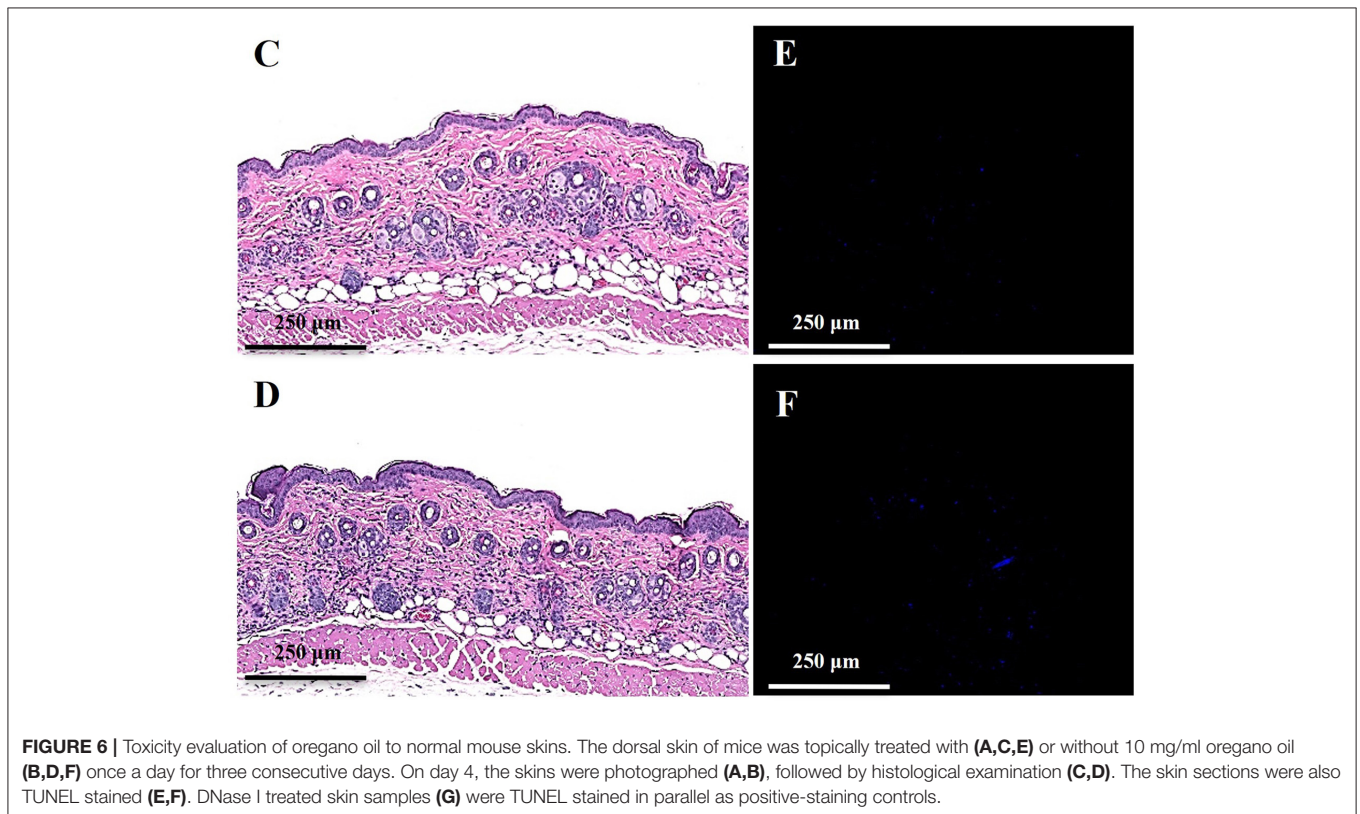 C
E
250 µm
250 µm
D
F
250 µm
250 µm
FIGURE 6 | Toxicity evaluation of oregano oil to normal mouse skins. The dorsal skin of mice was topically treated with (A,C,E) or without 10 mg/ml oregano oil
(B,D,F) once a day for three consecutive days. On day 4, the skins were photographed (A,B), followed by histological examination (C,D). The skin sections were also
TUNEL stained (E,F). DNase I treated skin samples (G) were TUNEL stained in parallel as positive-staining controls.